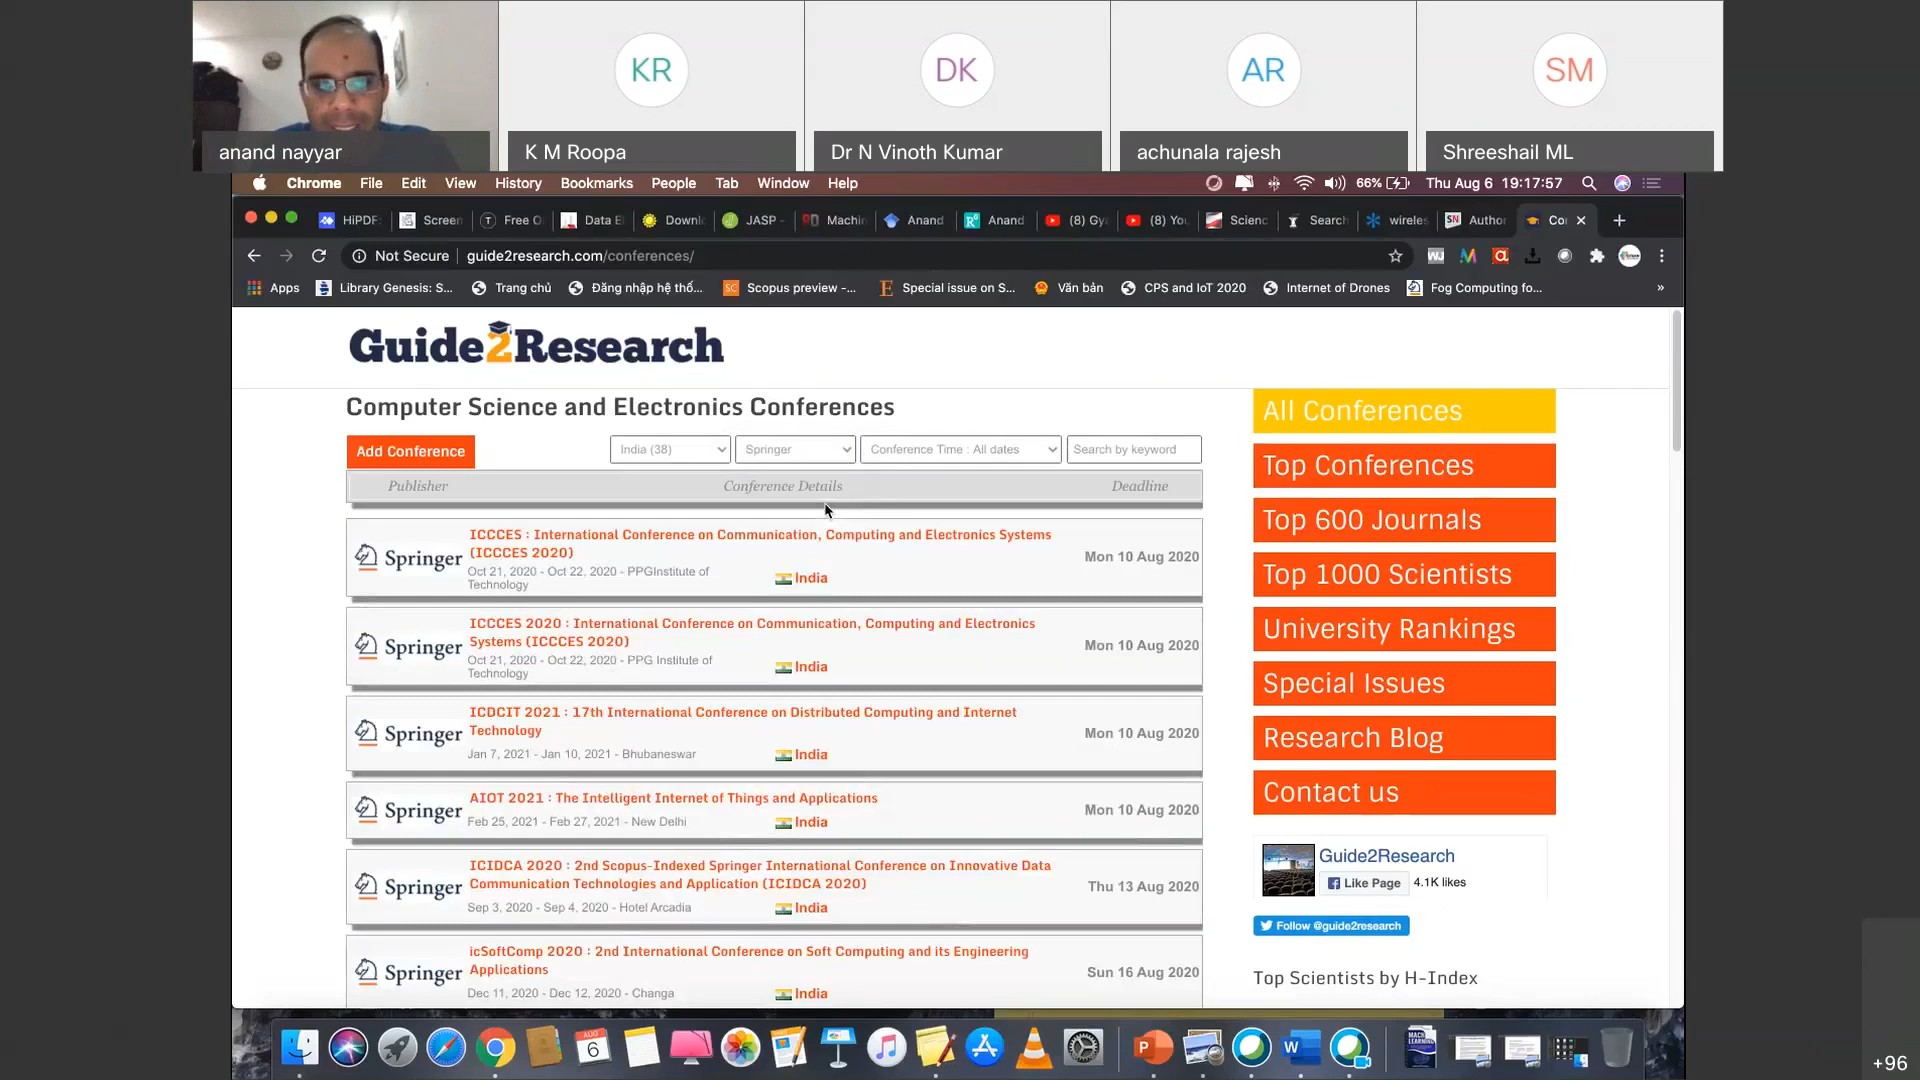 KR
DK
AR
SM
anand nayyar
K M Roopa
Dr N Vinoth Kumar
achunala rajesh
Shreeshail ML
Chrome File Edit View History Bookmarks People Tab Window Help
66% Thu Aug 6 19:17:57
HiPDF: Screen Free O Data E Downl JASP - Machin Anand Anand (8) Gy (8) You Scienc Search wireles Author Co
Not Secure guide2research.com/conferences/
Apps Library Genesis: S... Trang chủ Đăng nhập hệ thố... Scopus preview -... Special issue on S... Văn bản CPS and IoT 2020 Internet of Drones Fog Computing fo... »
Guide2Research
Computer Science and Electronics Conferences
Add Conference
India (38) Springer Conference Time : All dates Search by keyword
Publisher Conference Details Deadline
Springer
ICCCES : International Conference on Communication, Computing and Electronics Systems
(ICCCES 2020)
Oct 21, 2020 - Oct 22, 2020 - PPGInstitute of
Technology
India
Mon 10 Aug 2020
Springer
ICCCES 2020 : International Conference on Communication, Computing and Electronics
Systems (ICCCES 2020)
Oct 21, 2020 - Oct 22, 2020 - PPG Institute of
Technology
India
Mon 10 Aug 2020
Springer
ICDCIT 2021 : 17th International Conference on Distributed Computing and Internet
Technology
Jan 7, 2021 - Jan 10, 2021 - Bhubaneswar
India
Mon 10 Aug 2020
Springer
AIOT 2021 : The Intelligent Internet of Things and Applications
Feb 25, 2021 - Feb 27, 2021 - New Delhi
India
Mon 10 Aug 2020
Springer
ICIDCA 2020 : 2nd Scopus-Indexed Springer International Conference on Innovative Data
Communication Technologies and Application (ICIDCA 2020)
Sep 3, 2020 - Sep 4, 2020 - Hotel Arcadia
India
Thu 13 Aug 2020
Springer
icSoftComp 2020 : 2nd International Conference on Soft Computing and its Engineering
Applications
Dec 11, 2020 - Dec 12, 2020 - Changa
India
Sun 16 Aug 2020
All Conferences
Top Conferences
Top 600 Journals
Top 1000 Scientists
University Rankings
Special Issues
Research Blog
Contact us
Guide2Research
Like Page 4.1K likes
Follow @guide2research
Top Scientists by H-Index
AUG
6
+96